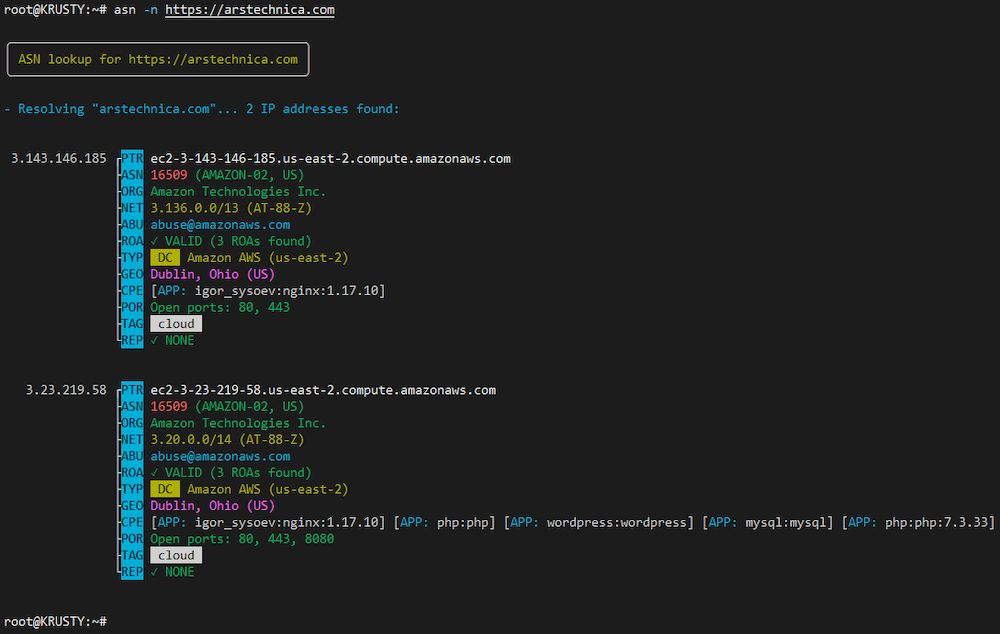 root@KRUSTY:~# asn -n https://arstechnica.com
ASN lookup for https://arstechnica.com
- Resolving "arstechnica.com"... 2 IP addresses found:
3.143.146.185 PTR ec2-3-143-146-185.us-east-2.compute.amazonaws.com
ASN 16509 (AMAZON-02, US)
ORG Amazon Technologies Inc.
NET 3.136.0.0/13 (AT-88-Z)
ABU abuse@amazonaws.com
ROA ✓ VALID (3 ROAs found)
TYP DC Amazon AWS (us-east-2)
GEO Dublin, Ohio (US)
CPE [APP: igor_sysoev:nginx:1.17.10]
POR Open ports: 80, 443
TAG cloud
REP ✓ NONE
3.23.219.58 PTR ec2-3-23-219-58.us-east-2.compute.amazonaws.com
ASN 16509 (AMAZON-02, US)
ORG Amazon Technologies Inc.
NET 3.20.0.0/14 (AT-88-Z)
ABU abuse@amazonaws.com
ROA ✓ VALID (3 ROAs found)
TYP DC Amazon AWS (us-east-2)
GEO Dublin, Ohio (US)
CPE [APP: igor_sysoev:nginx:1.17.10] [APP: php:php] [APP: wordpress:wordpress] [APP: mysql:mysql] [APP: php:php:7.3.33]
POR Open ports: 80, 443, 8080
TAG cloud
REP ✓ NONE
root@KRUSTY:~#